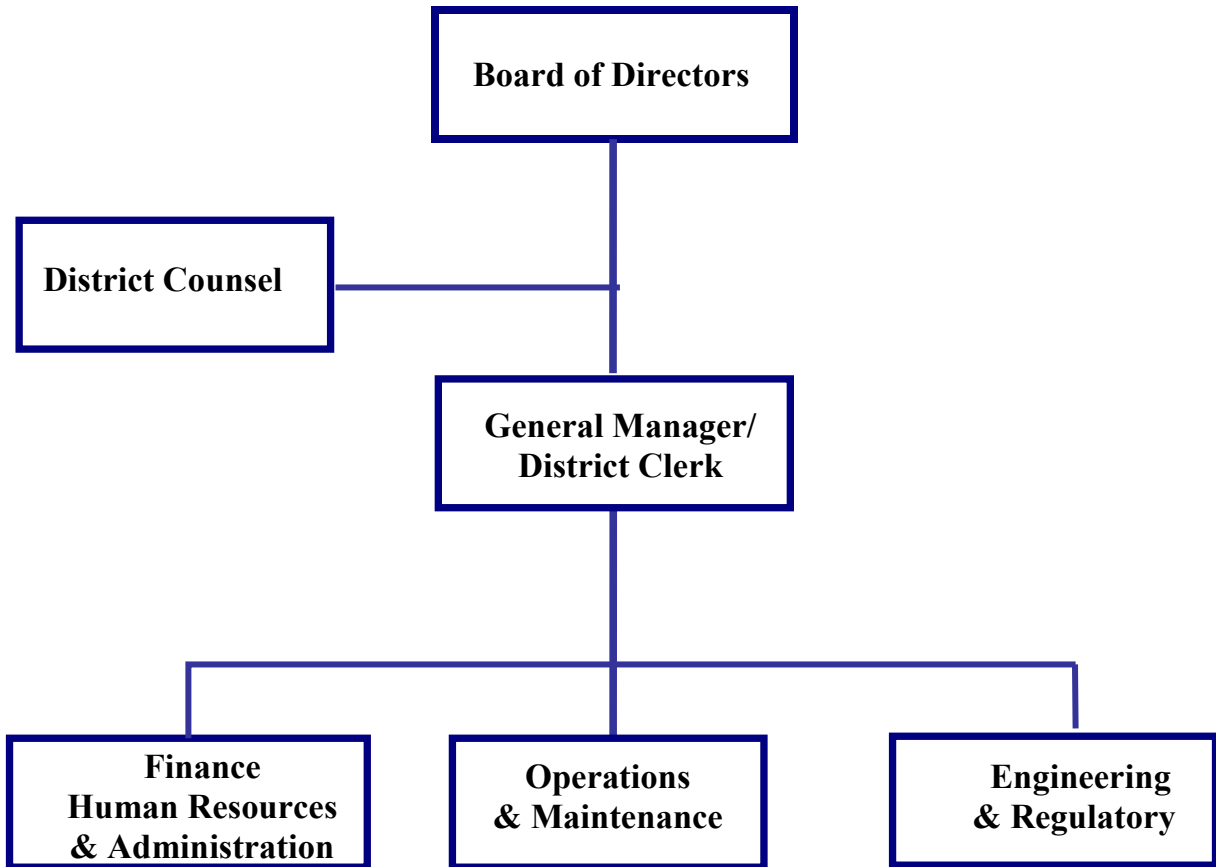 Board of Directors
District Counsel
General Manager/
District Clerk
Finance
Human Resources
& Administration
Operations
& Maintenance
Engineering
& Regulatory